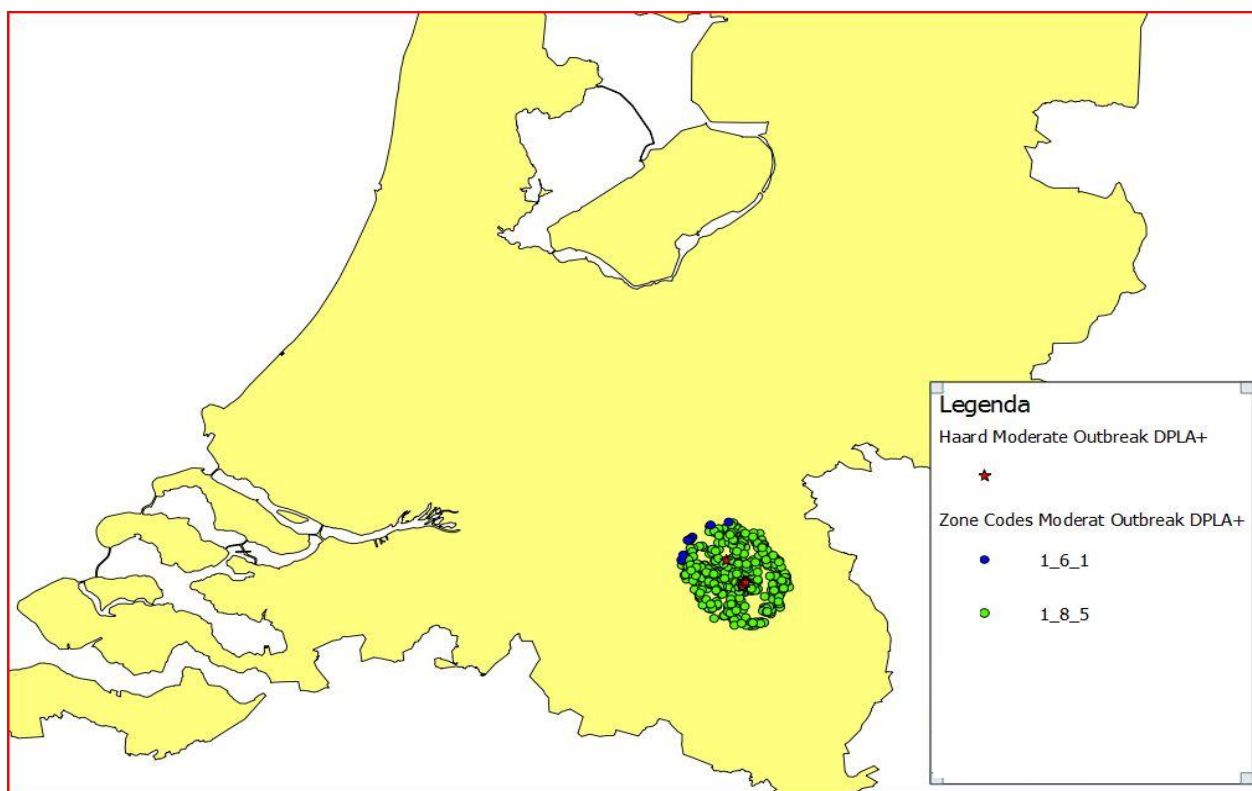 Legenda
Haard Moderate Outbreak DPLA+
Zone Codes Moderat Outbreak DPLA+
1_6_1
1_8_5